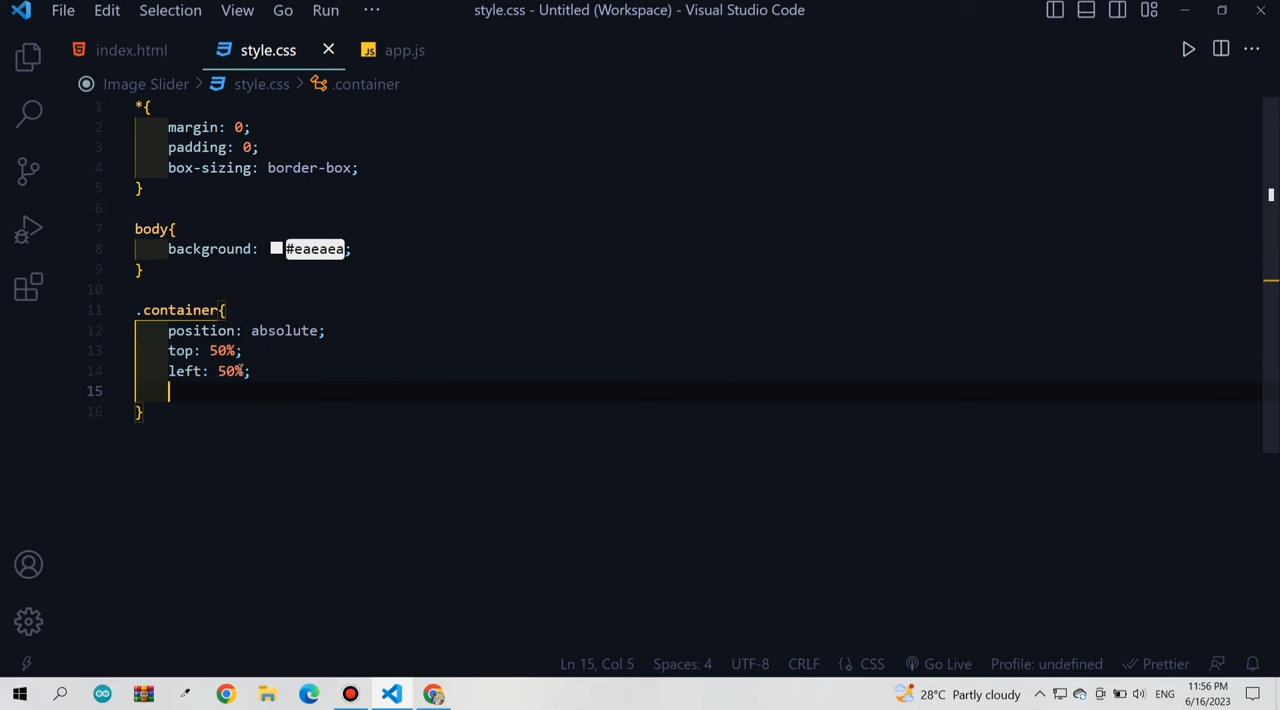 File Edit Selection View Go Run ··· style.css - Untitled (Workspace) - Visual Studio Code
index.html style.css app.js
Image Slider > style.css > .container
1 *{
2 margin: 0;
3 padding: 0;
4 box-sizing: border-box;
5 }
6
7 body{
8 background: #eaeaea;
9 }
10
11 .container{
12 position: absolute;
13 top: 50%;
14 left: 50%;
15
16 }
Ln 15, Col 5 Spaces: 4 UTF-8 CRLF {} CSS Go Live Profile: undefined Prettier
28°C Partly cloudy ENG 11:56 PM
6/16/2023